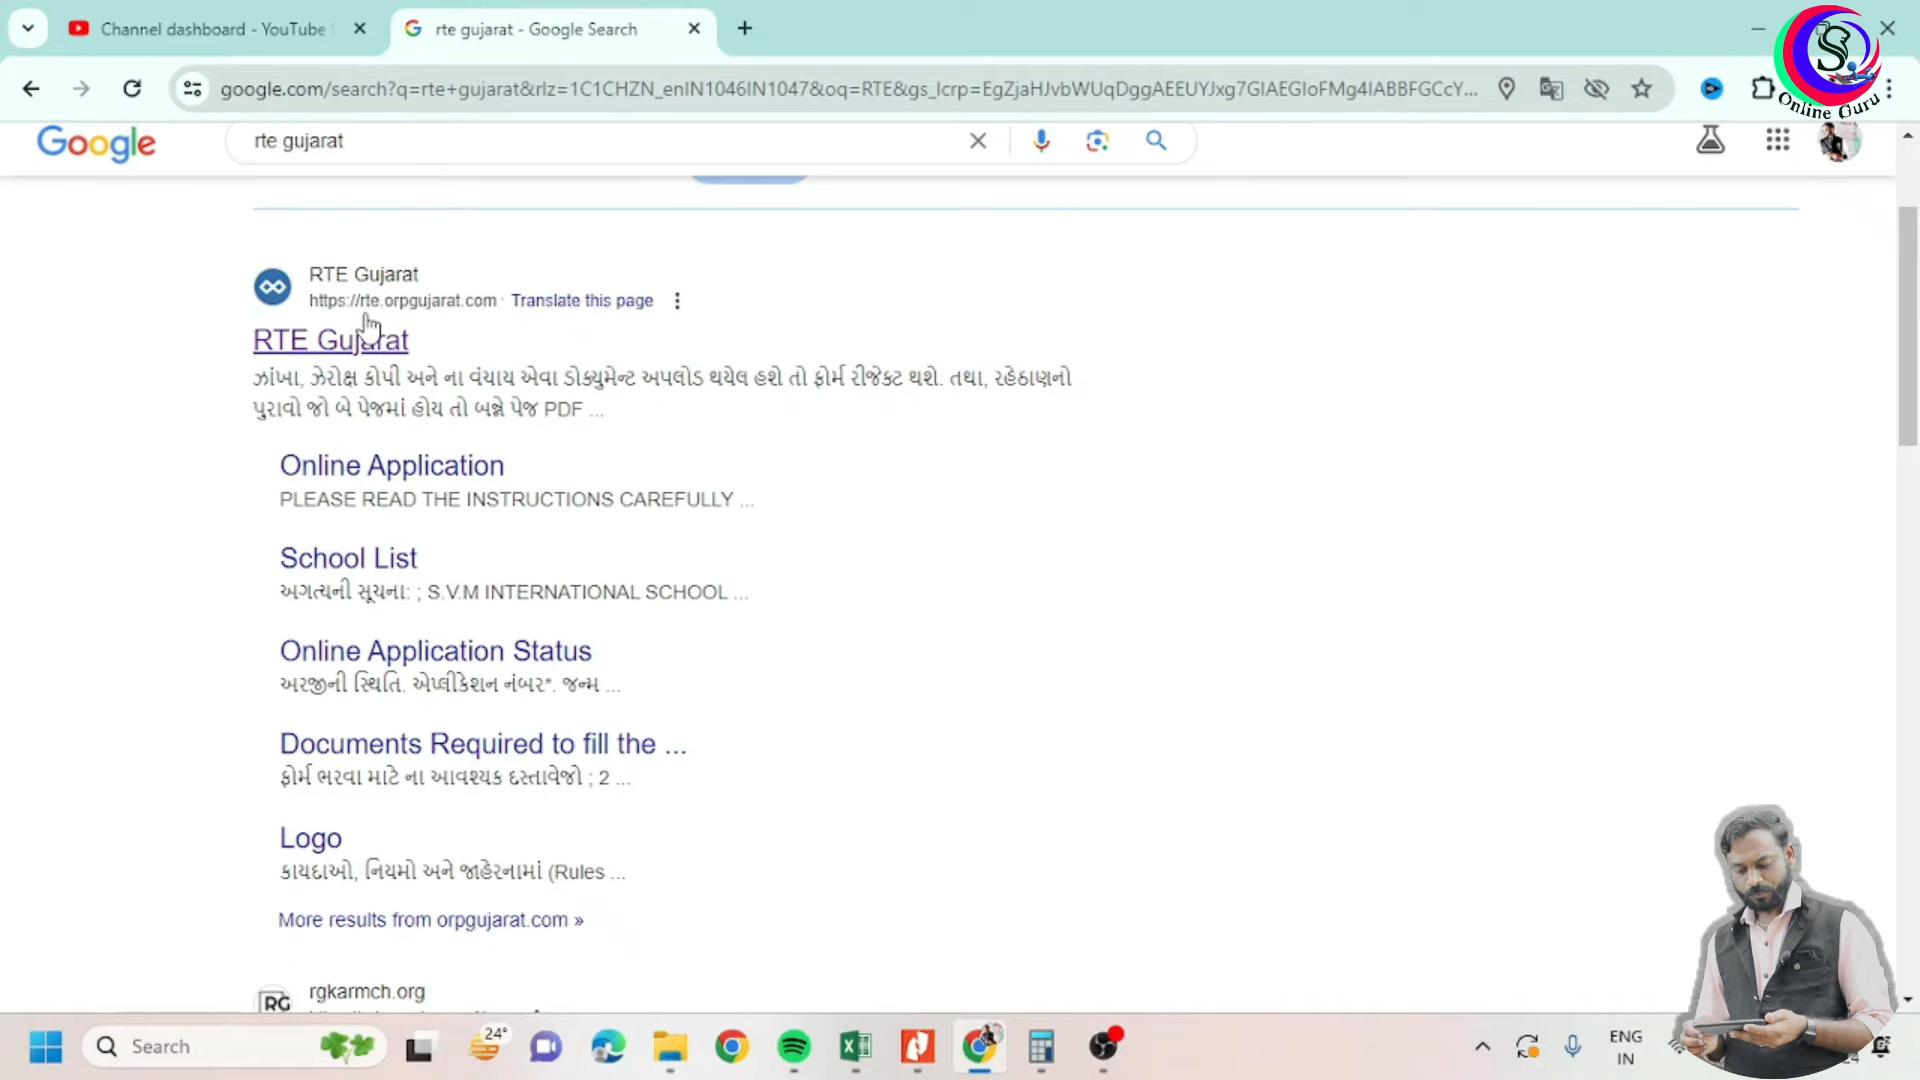 Channel dashboard - YouTube
rte gujarat - Google Search
google.com/search?q=rte+gujarat&rlz=1C1CHZN_enIN1046IN1047&oq=RTE&gs_lcrp=EgZjaHJvbWUqDggAEEUYJxg7GIAEGIoFMg4IABBFGCcY...
Online Guru
Google
rte gujarat
RTE Gujarat
https://rte.orpgujarat.com · Translate this page
RTE Gujarat
ઝાંખા, ઝેરોક્ષ કોપી અને ના વંચાય એવા ડોક્યુમેન્ટ અપલોડ થયેલ હશે તો ફોર્મ રીજેક્ટ થશે. તથા, રહેઠાણનો
પુરાવો જો બે પેજમાં હોય તો બન્ને પેજ PDF ...
Online Application
PLEASE READ THE INSTRUCTIONS CAREFULLY ...
School List
અગત્યની સૂચના: ; S.V.M INTERNATIONAL SCHOOL ...
Online Application Status
અરજીની સ્થિતિ. એપ્લીકેશન નંબર*. જન્મ ...
Documents Required to fill the ...
ફોર્મ ભરવા માટે ના આવશ્યક દસ્તાવેજો ; 2 ...
Logo
કાયદાઓ, નિયમો અને જાહેરનામાં (Rules ...
More results from orpgujarat.com »
RG
rgkarmch.org
Search
24°
ENG
IN